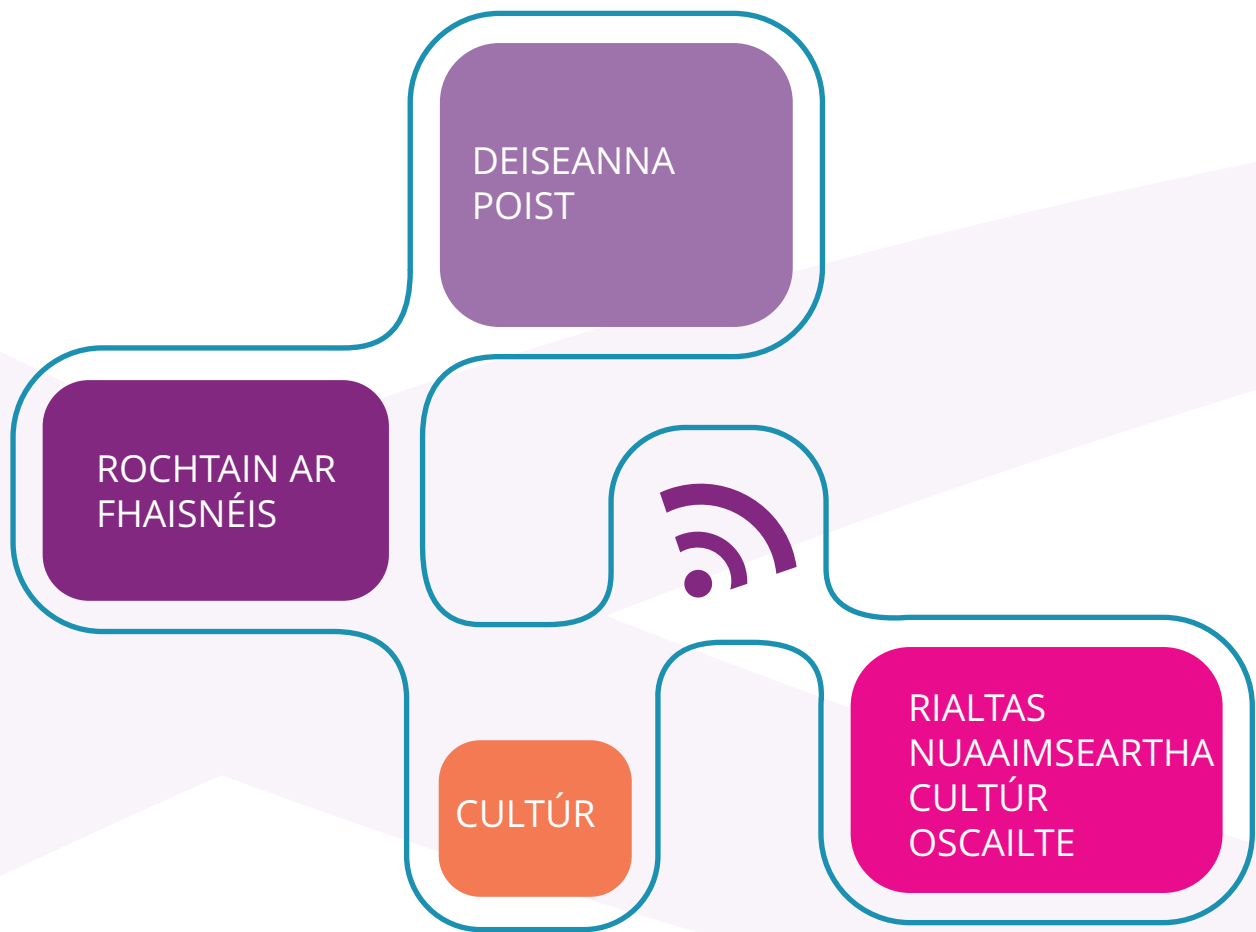 DEISEANNA
POIST
ROCHTAIN AR
FHAISNÉIS
CULTÚR
RIALTAS
NUAAIMSEARTHA
CULTÚR
OSCAILTE